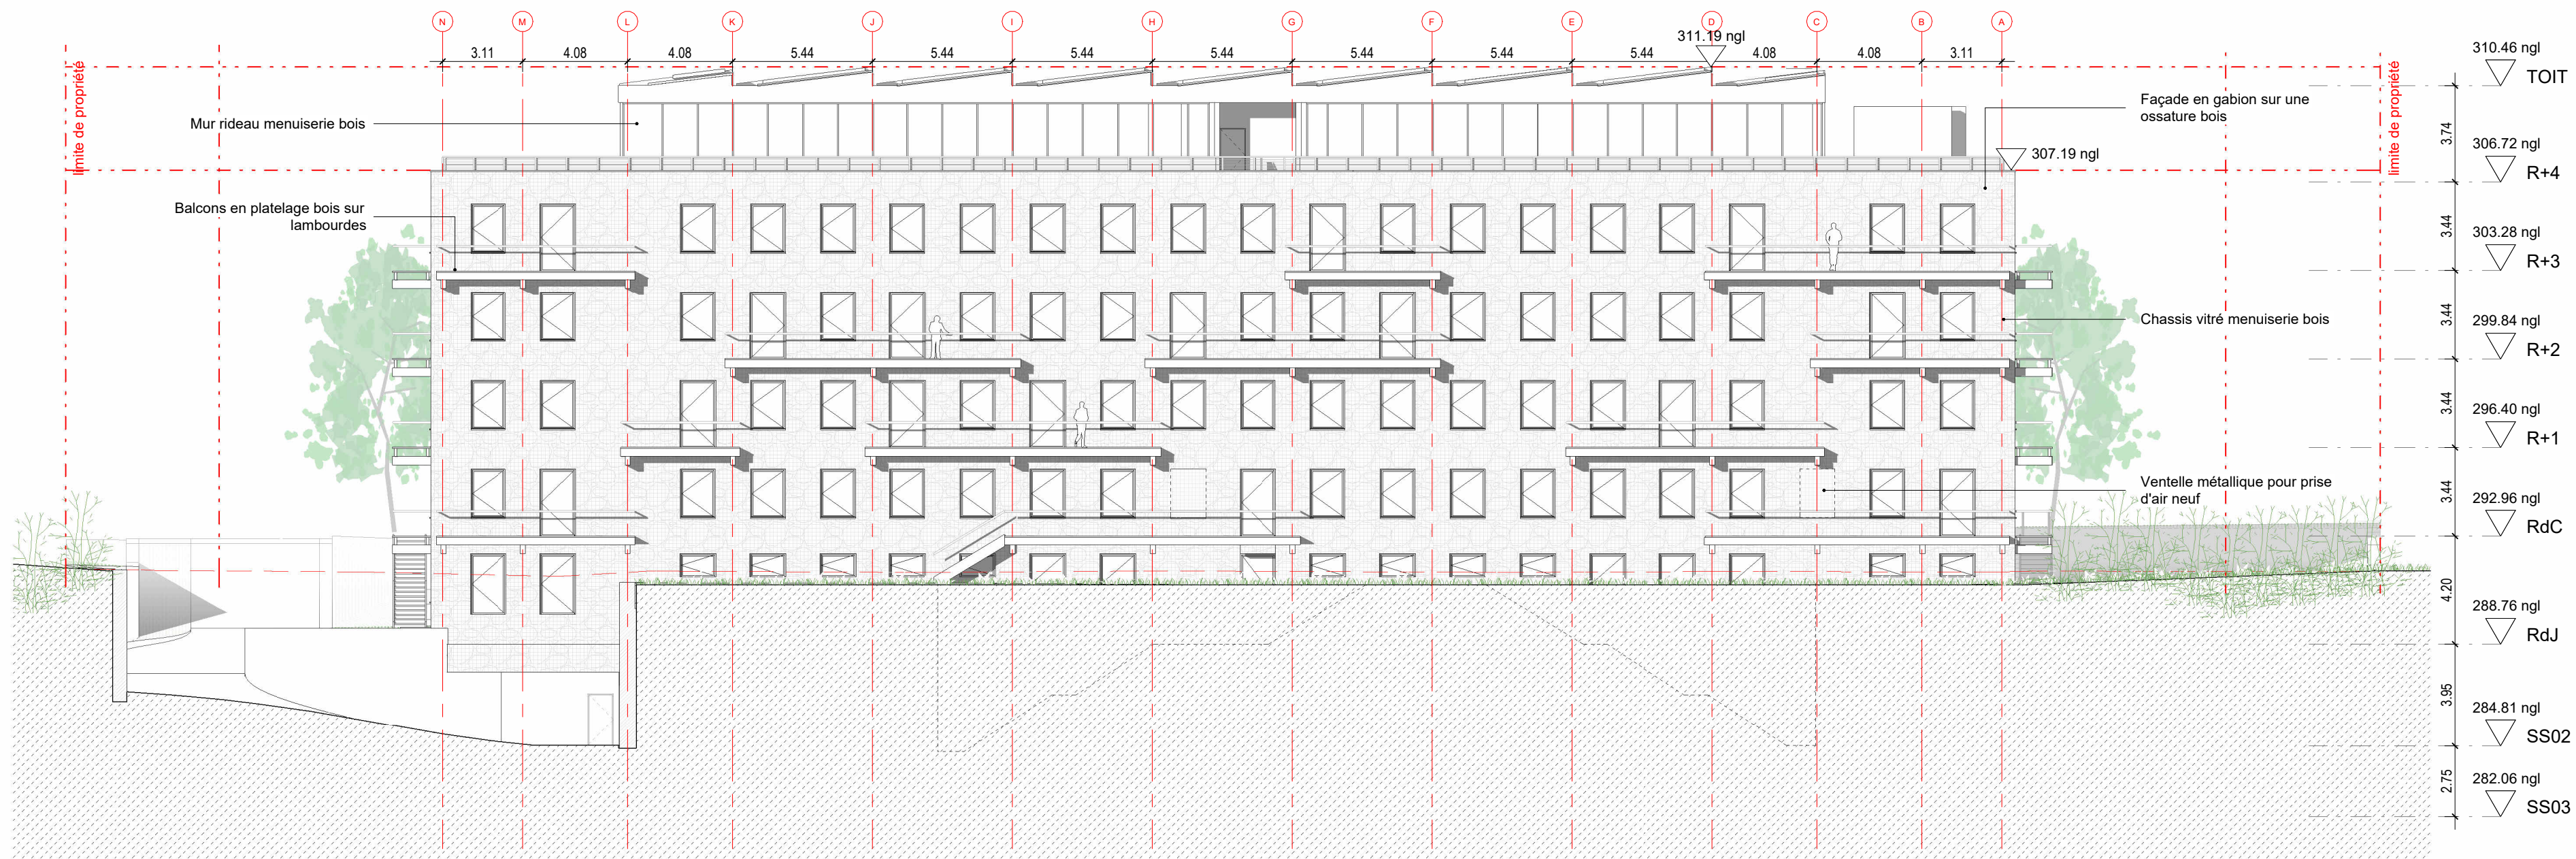 N M L K J I H G F E D C B A
311.19 ngl
3.11 4.08 4.08 5.44 5.44 5.44 5.44 5.44 5.44 5.44 4.08 4.08 3.11
limite de propriété
limite de propriété
310.46 ngl
TOIT
Façade en gabion sur une
ossature bois
Mur rideau menuiserie bois
3.74
306.72 ngl
R+4
307.19 ngl
Balcons en platelage bois sur
lambourdes
3.44
303.28 ngl
R+3
3.44
Chassis vitré menuiserie bois
299.84 ngl
R+2
3.44
296.40 ngl
R+1
3.44
Ventelle métallique pour prise
d'air neuf
292.96 ngl
RdC
4.20
288.76 ngl
RdJ
3.95
284.81 ngl
SS02
2.75
282.06 ngl
SS03